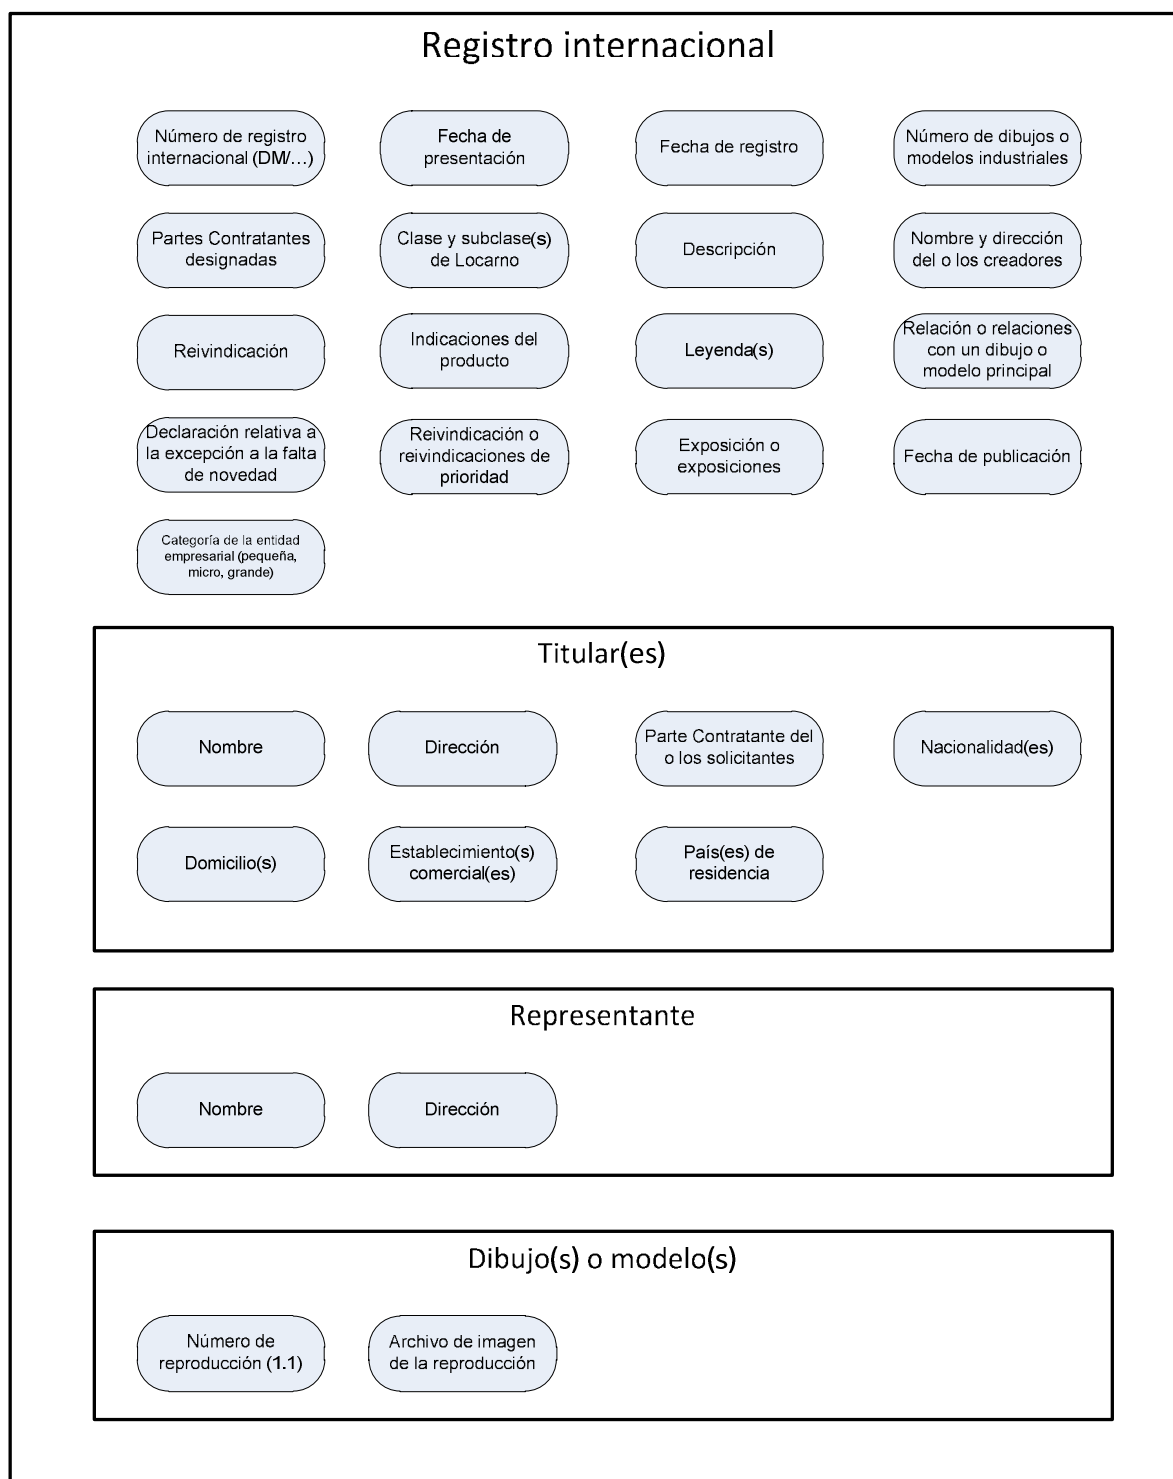 Registro internacional
Número de registro
internacional (DM/...)
Fecha de
presentación
Fecha de registro
Número de dibujos o
modelos industriales
Partes Contratantes
designadas
Clase y subclase(s)
de Locarno
Descripción
Nombre y dirección
del o los creadores
Reivindicación
Indicaciones del
producto
Leyenda(s)
Relación o relaciones
con un dibujo o
modelo principal
Declaración relativa a
la excepción a la falta
de novedad
Reivindicación o
reivindicaciones de
prioridad
Exposición o
exposiciones
Fecha de publicación
Categoría de la entidad
empresarial (pequeña,
micro, grande)
Titular(es)
Nombre
Dirección
Parte Contratante del
o los solicitantes
Nacionalidad(es)
Domicilio(s)
Establecimiento(s)
comercial(es)
País(es) de
residencia
Representante
Nombre
Dirección
Dibujo(s) o modelo(s)
Número de
reproducción (1.1)
Archivo de imagen
de la reproducción